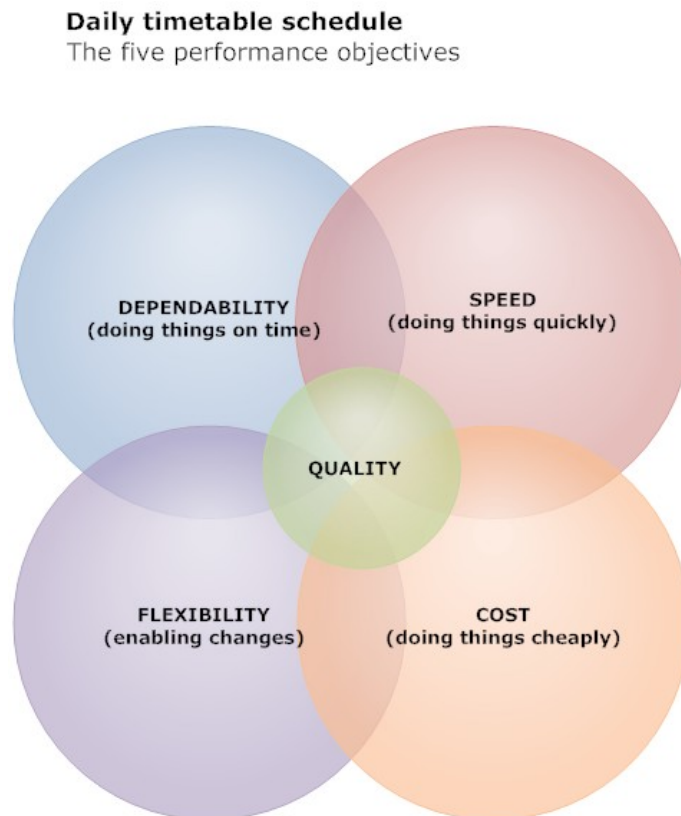 Daily timetable schedule
The five performance objectives
DEPENDABILITY
(doing things on time)
SPEED
(doing things quickly)
QUALITY
FLEXIBILITY
(enabling changes)
COST
(doing things cheaply)